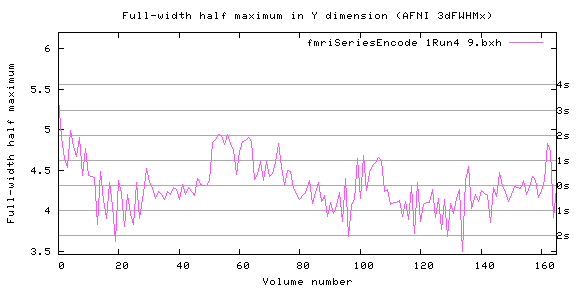 Full-width half maximum in Y dimension (AFNI 3dFWHMx)
fmriSeriesEncode 1Run4 9.bxh
Full-width half maximum
6
5.5
5
4.5
4
3.5
4s
3s
2s
1s
0s
1s
2s
0 20 40 60 80 100 120 140 160
Volume number